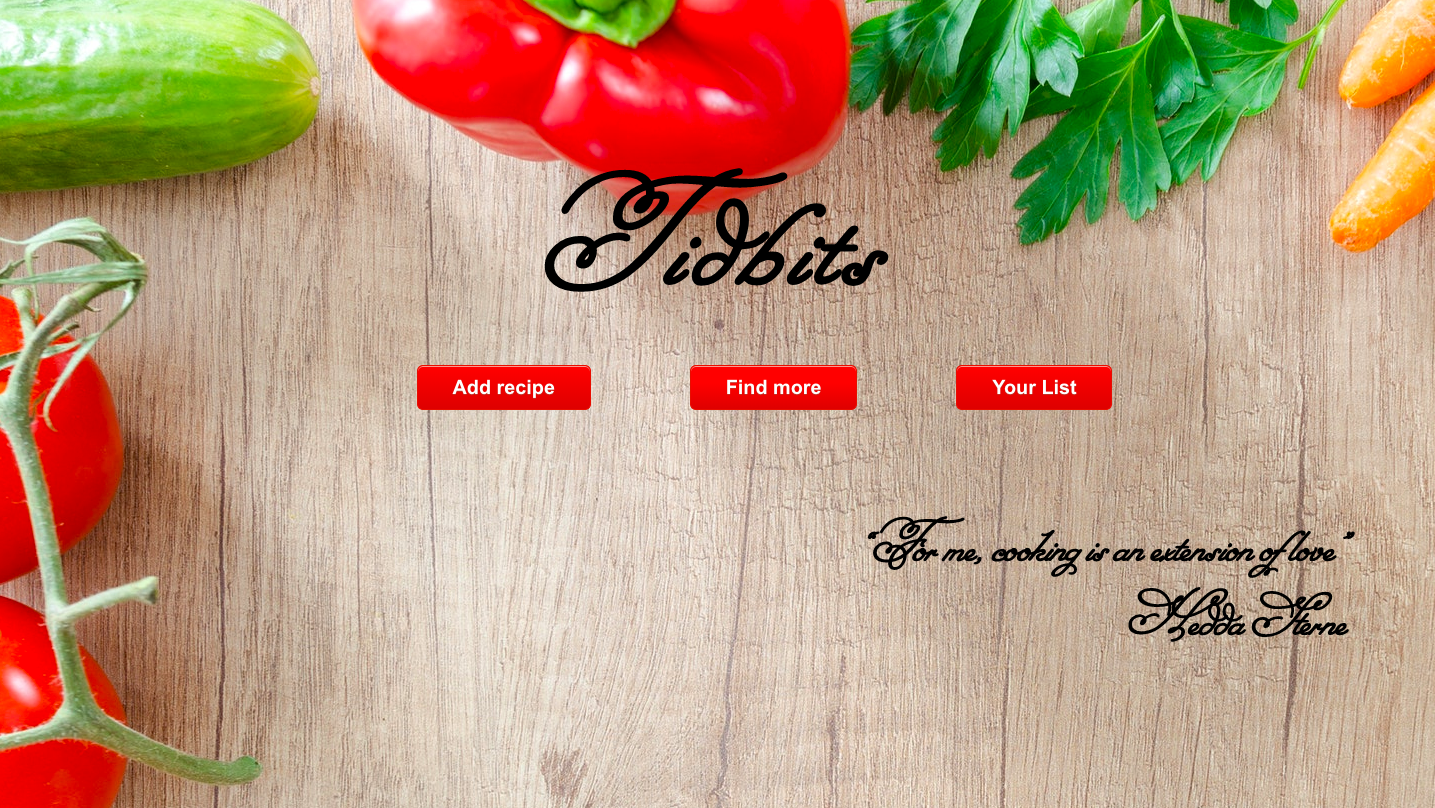 Tidbits
Add recipe Find more Your List
“For me, cooking is an extension of love”
Hedda Sterne